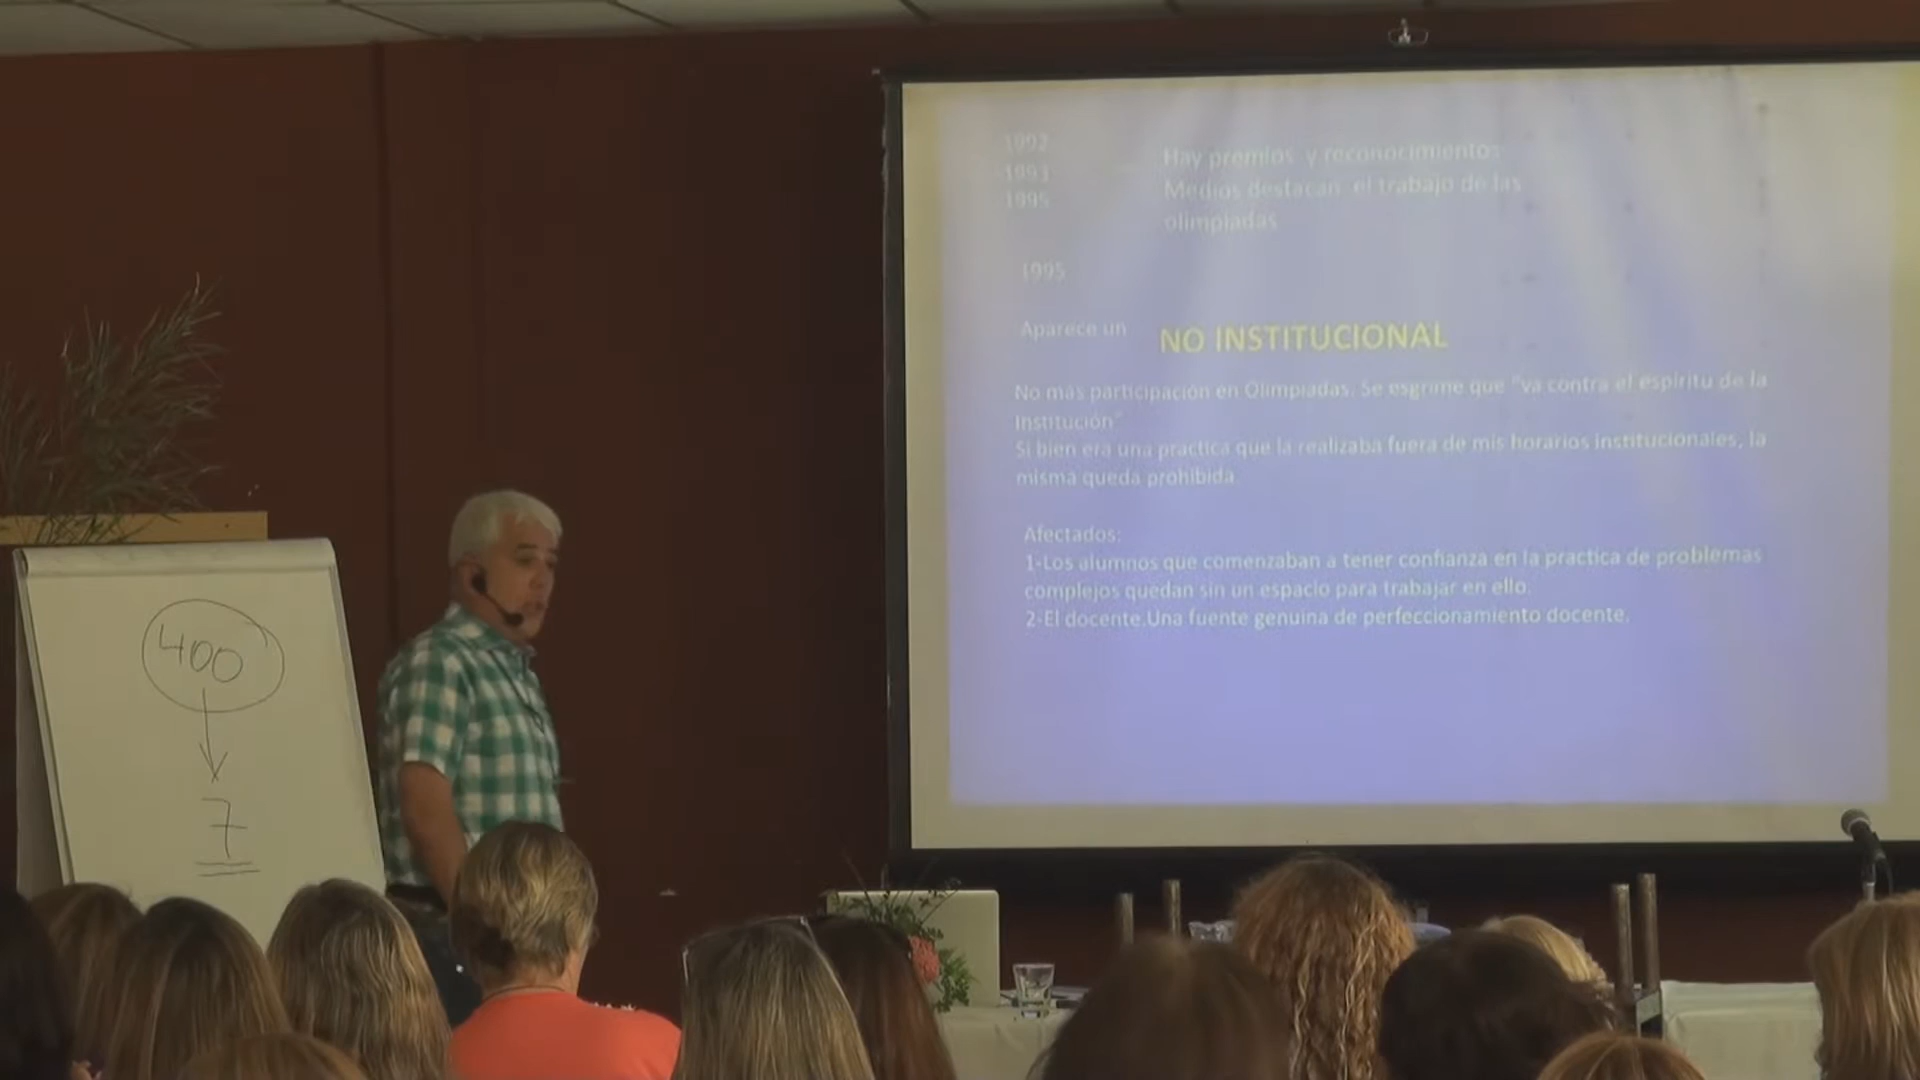 1992
1993
1995
Hay premios y reconocimientos
Medios destacan el trabajo de las
olimpiadas
1995
Aparece un NO INSTITUCIONAL
No más participación en Olimpiadas. Se esgrime que "va contra el espíritu de la
Institución"
Si bien era una practica que la realizaba fuera de mis horarios institucionales, la
misma queda prohibida.
Afectados:
1-Los alumnos que comenzaban a tener confianza en la practica de problemas
complejos quedan sin un espacio para trabajar en ello.
2-El docente.Una fuente genuina de perfeccionamiento docente.
400
7